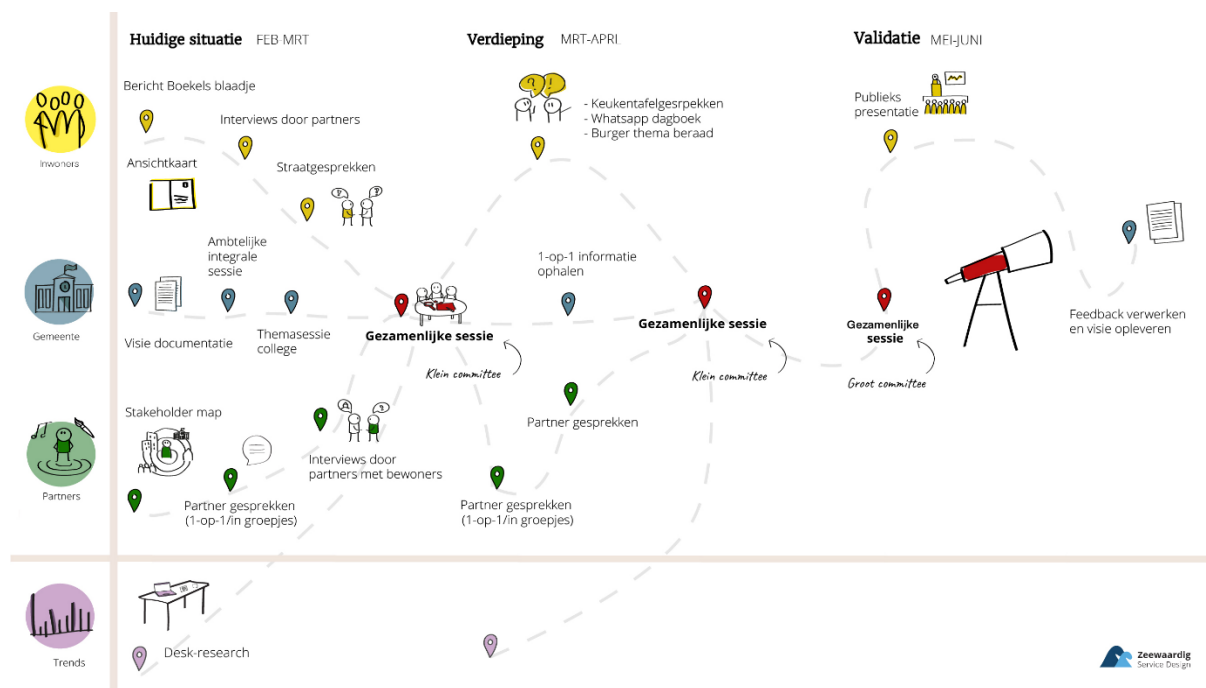 Huidige situatie FEB-MRT
Verdieping MRT-APRIL
Validatie MEI-JUNI
Inwoners
Bericht Boekels blaadje
Interviews door partners
Ansichtkaart
Straatgesprekken
- Keukentafelgesrpekken
- Whatsapp dagboek
- Burger thema beraad
Publieks
presentatie
Gemeente
Visie documentatie
Ambtelijke
integrale
sessie
Themasessie
college
Gezamenlijke sessie
Klein committee
1-op-1 informatie
ophalen
Gezamenlijke sessie
Klein committee
Gezamenlijke
sessie
Groot committee
Feedback verwerken
en visie opleveren
Partners
Stakeholder map
Partner gesprekken
(1-op-1/in groepjes)
Interviews door
partners met bewoners
Partner gesprekken
(1-op-1/in groepjes)
Partner gesprekken
Trends
Desk-research
Zeewaardig
Service Design